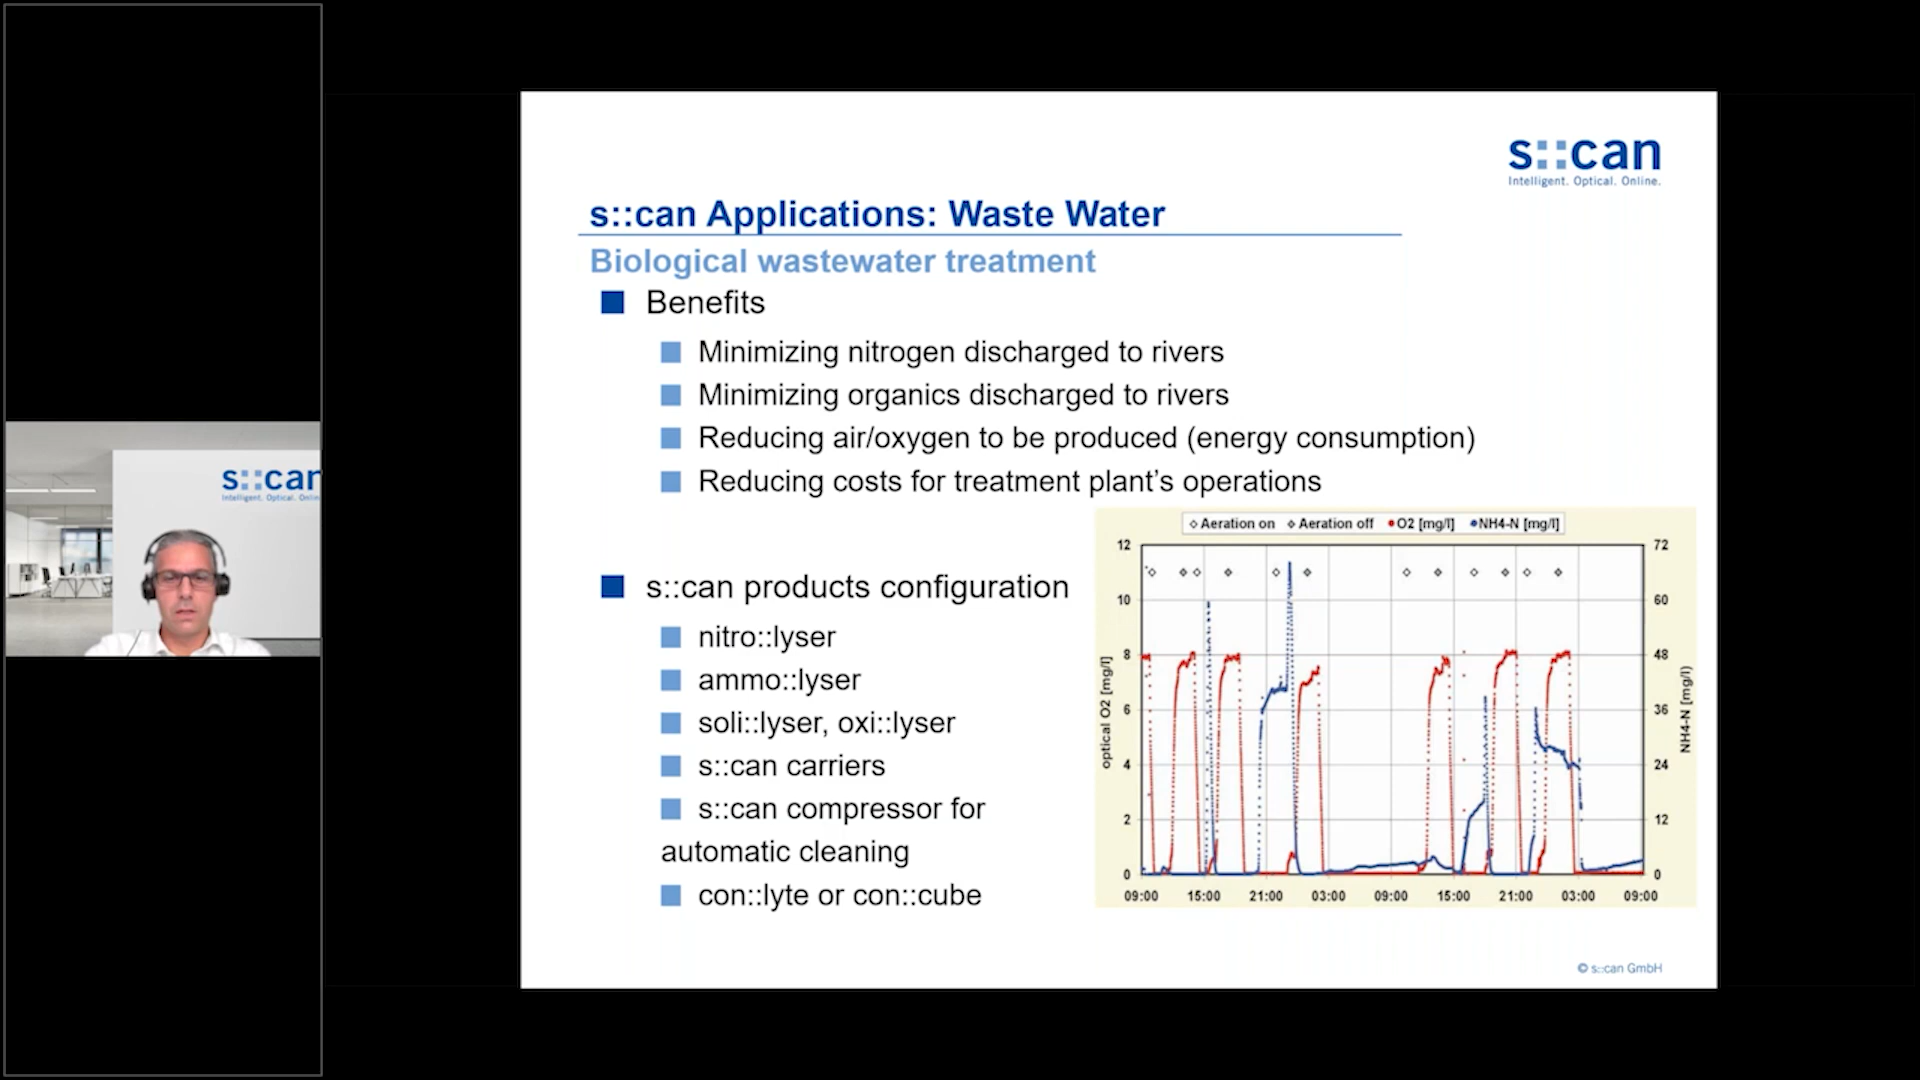 s::can
Intelligent. Optical. Online.
s::can Applications: Waste Water
Biological wastewater treatment
Benefits
Minimizing nitrogen discharged to rivers
Minimizing organics discharged to rivers
Reducing air/oxygen to be produced (energy consumption)
Reducing costs for treatment plant’s operations
s::can products configuration
nitro::lyser
ammo::lyser
soli::lyser, oxi::lyser
s::can carriers
s::can compressor for
automatic cleaning
con::lyte or con::cube
Aeration on Aeration off O2 [mg/l] NH4-N [mg/l]
optical O2 [mg/l]
12
10
8
6
4
2
0
72
60
48
36
24
12
0
NH4-N [mg/l]
09:00 15:00 21:00 03:00 09:00 15:00 21:00 03:00 09:00
© s::can GmbH
s::can
Intelligent. Optical. Onlin